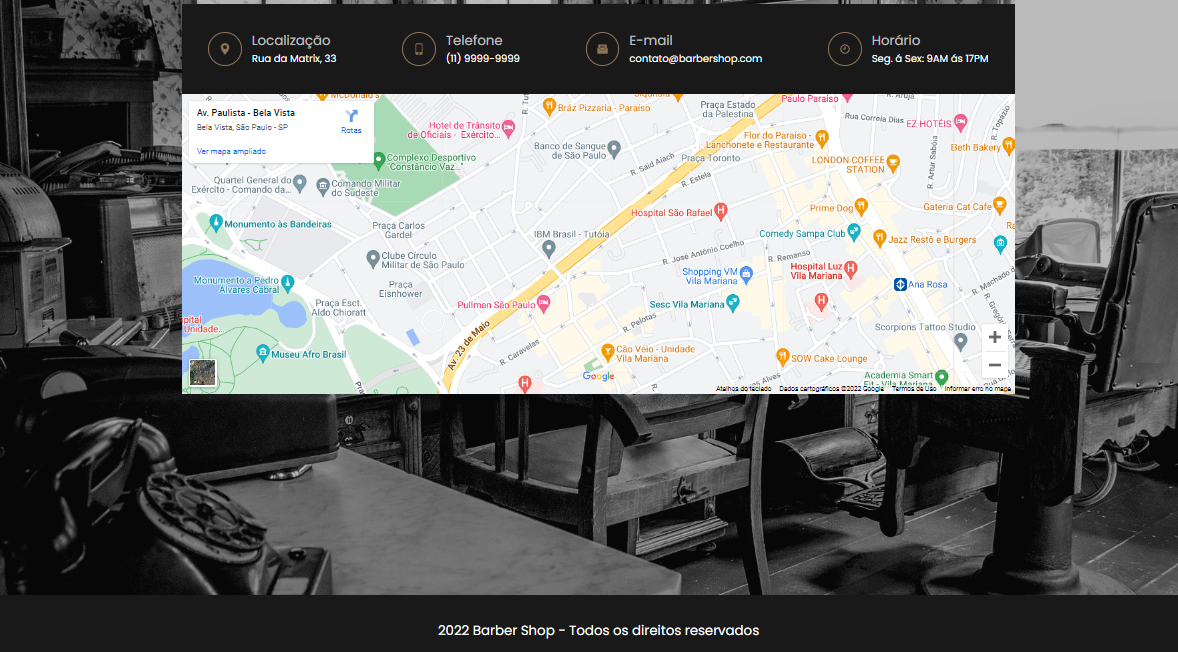 Localização
Rua da Matrix, 33
Telefone
(11) 9999-9999
E-mail
contato@barbershop.com
Horário
Seg. á Sex: 9AM ás 17PM
Av. Paulista - Bela Vista
Bela Vista, São Paulo - SP
Rotas
Ver mapa ampliado
McDonald's
R. Tu
Bráz Pizzaria - Paraíso
Praça Estado
da Palestina
Paulo Paraíso
R. Aruja
Rua Correia Dias
EZ HOTÉIS
R. Topázio
Hotel de Trânsito
de Oficiais - Exército...
Banco de Sangue
de São Paulo
Flor do Paraíso -
Lanchonete e Restaurante
Beth Bakery
R. Artur Sabóia
Complexo Desportivo
Constâncio Vaz...
R. Said Aiach
Praça Toronto
LONDON COFFEE
STATION
R. Estela
Quartel General do
Exército - Comando da...
Comando Militar
do Sudeste
Hospital São Rafael
Prime Dog
Gateria Cat Cafe
Monumento às Bandeiras
Praça Carlos
Gardel
IBM Brasil - Tutóia
Comedy Sampa Club
Jazz Restô e Burgers
Ra
R. José Antônio Coelho
Clube Círculo
Militar de São Paulo
R. Remanso
Shopping VM
Vila Mariana
Hospital Luz
Vila Mariana
R. Machado d
Monumento a Pedro
Álvares Cabral
Praça
Eisnhower
Ana Rosa
Praça Esct.
Aldo Chioratt
Pullman São Paulo
Sesc Vila Mariana
R. Gregó
spital
Unidade...
R. Pelotas
Scorpions Tattoo Studio
Av. 23 de Maio
R. Caravelas
Museu Afro Brasil
Cão Véio - Unidade
Vila Mariana
SOW Cake Lounge
Google
Alves
Academia Smart
Fit - Vila Mariana
Pra
R.
Atalhos do teclado
Dados cartográficos ©2022 Google
Termos de Uso
Informar erro no mapa
2022 Barber Shop - Todos os direitos reservados